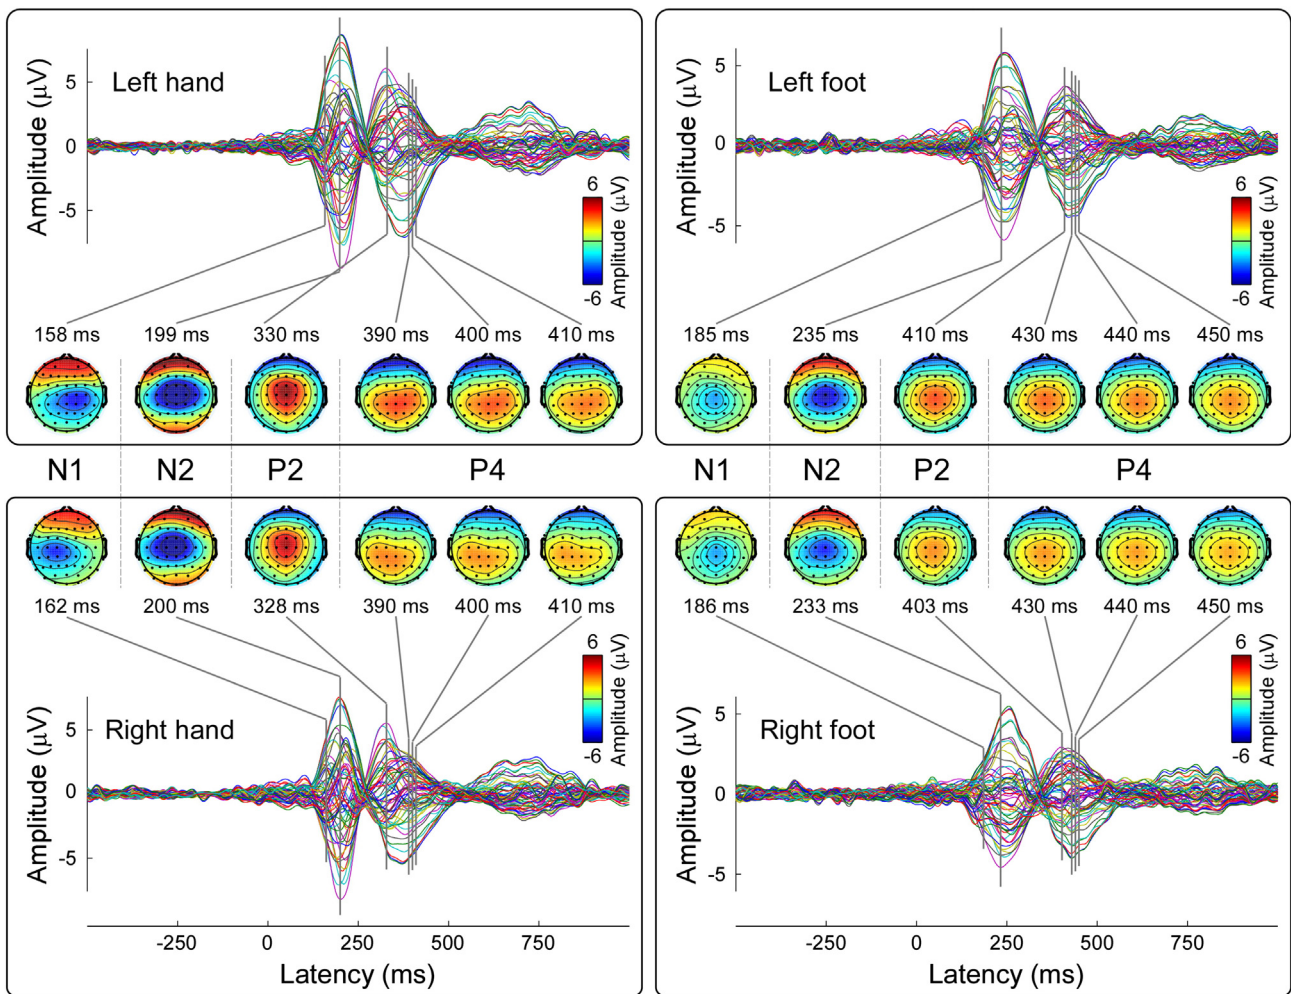 Left hand
Amplitude (µV)
5
0
-5
6
-6
Amplitude (µV)
158 ms 199 ms 330 ms 390 ms 400 ms 410 ms
Left foot
Amplitude (µV)
5
0
-5
6
-6
Amplitude (µV)
185 ms 235 ms 410 ms 430 ms 440 ms 450 ms
N1 N2 P2 P4
N1 N2 P2 P4
162 ms 200 ms 328 ms 390 ms 400 ms 410 ms
Right hand
Amplitude (µV)
5
0
-5
6
-6
Amplitude (µV)
-250 0 250 500 750
Latency (ms)
186 ms 233 ms 403 ms 430 ms 440 ms 450 ms
Right foot
Amplitude (µV)
5
0
-5
6
-6
Amplitude (µV)
-250 0 250 500 750
Latency (ms)